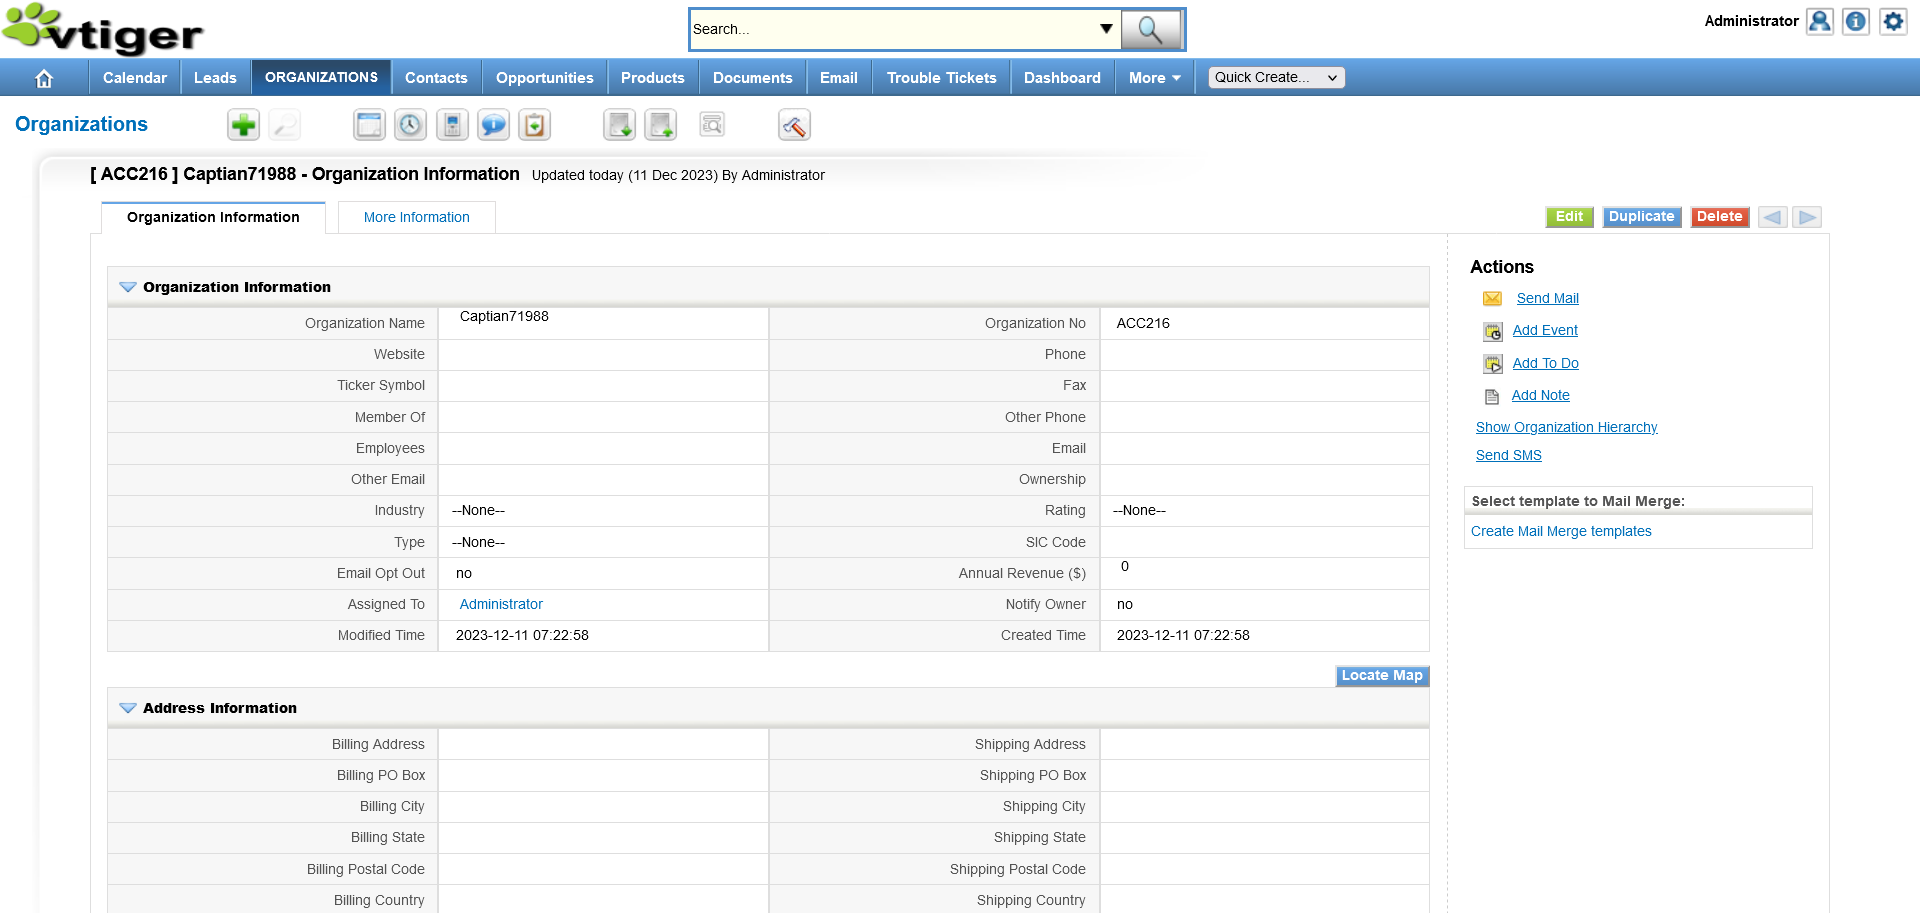 vtiger
Search...
Administrator
Calendar
Leads
ORGANIZATIONS
Contacts
Opportunities
Products
Documents
Email
Trouble Tickets
Dashboard
More
Quick Create...
Organizations
[ ACC216 ] Captian71988 - Organization Information Updated today (11 Dec 2023) By Administrator
Organization Information
More Information
Edit
Duplicate
Delete
Organization Information
Organization Name Captian71988 Organization No ACC216
Website Phone
Ticker Symbol Fax
Member Of Other Phone
Employees Email
Other Email Ownership
Industry --None-- Rating --None--
Type --None-- SIC Code
Email Opt Out no Annual Revenue ($) 0
Assigned To Administrator Notify Owner no
Modified Time 2023-12-11 07:22:58 Created Time 2023-12-11 07:22:58
Locate Map
Address Information
Billing Address Shipping Address
Billing PO Box Shipping PO Box
Billing City Shipping City
Billing State Shipping State
Billing Postal Code Shipping Postal Code
Billing Country Shipping Country
Actions
Send Mail
Add Event
Add To Do
Add Note
Show Organization Hierarchy
Send SMS
Select template to Mail Merge:
Create Mail Merge templates